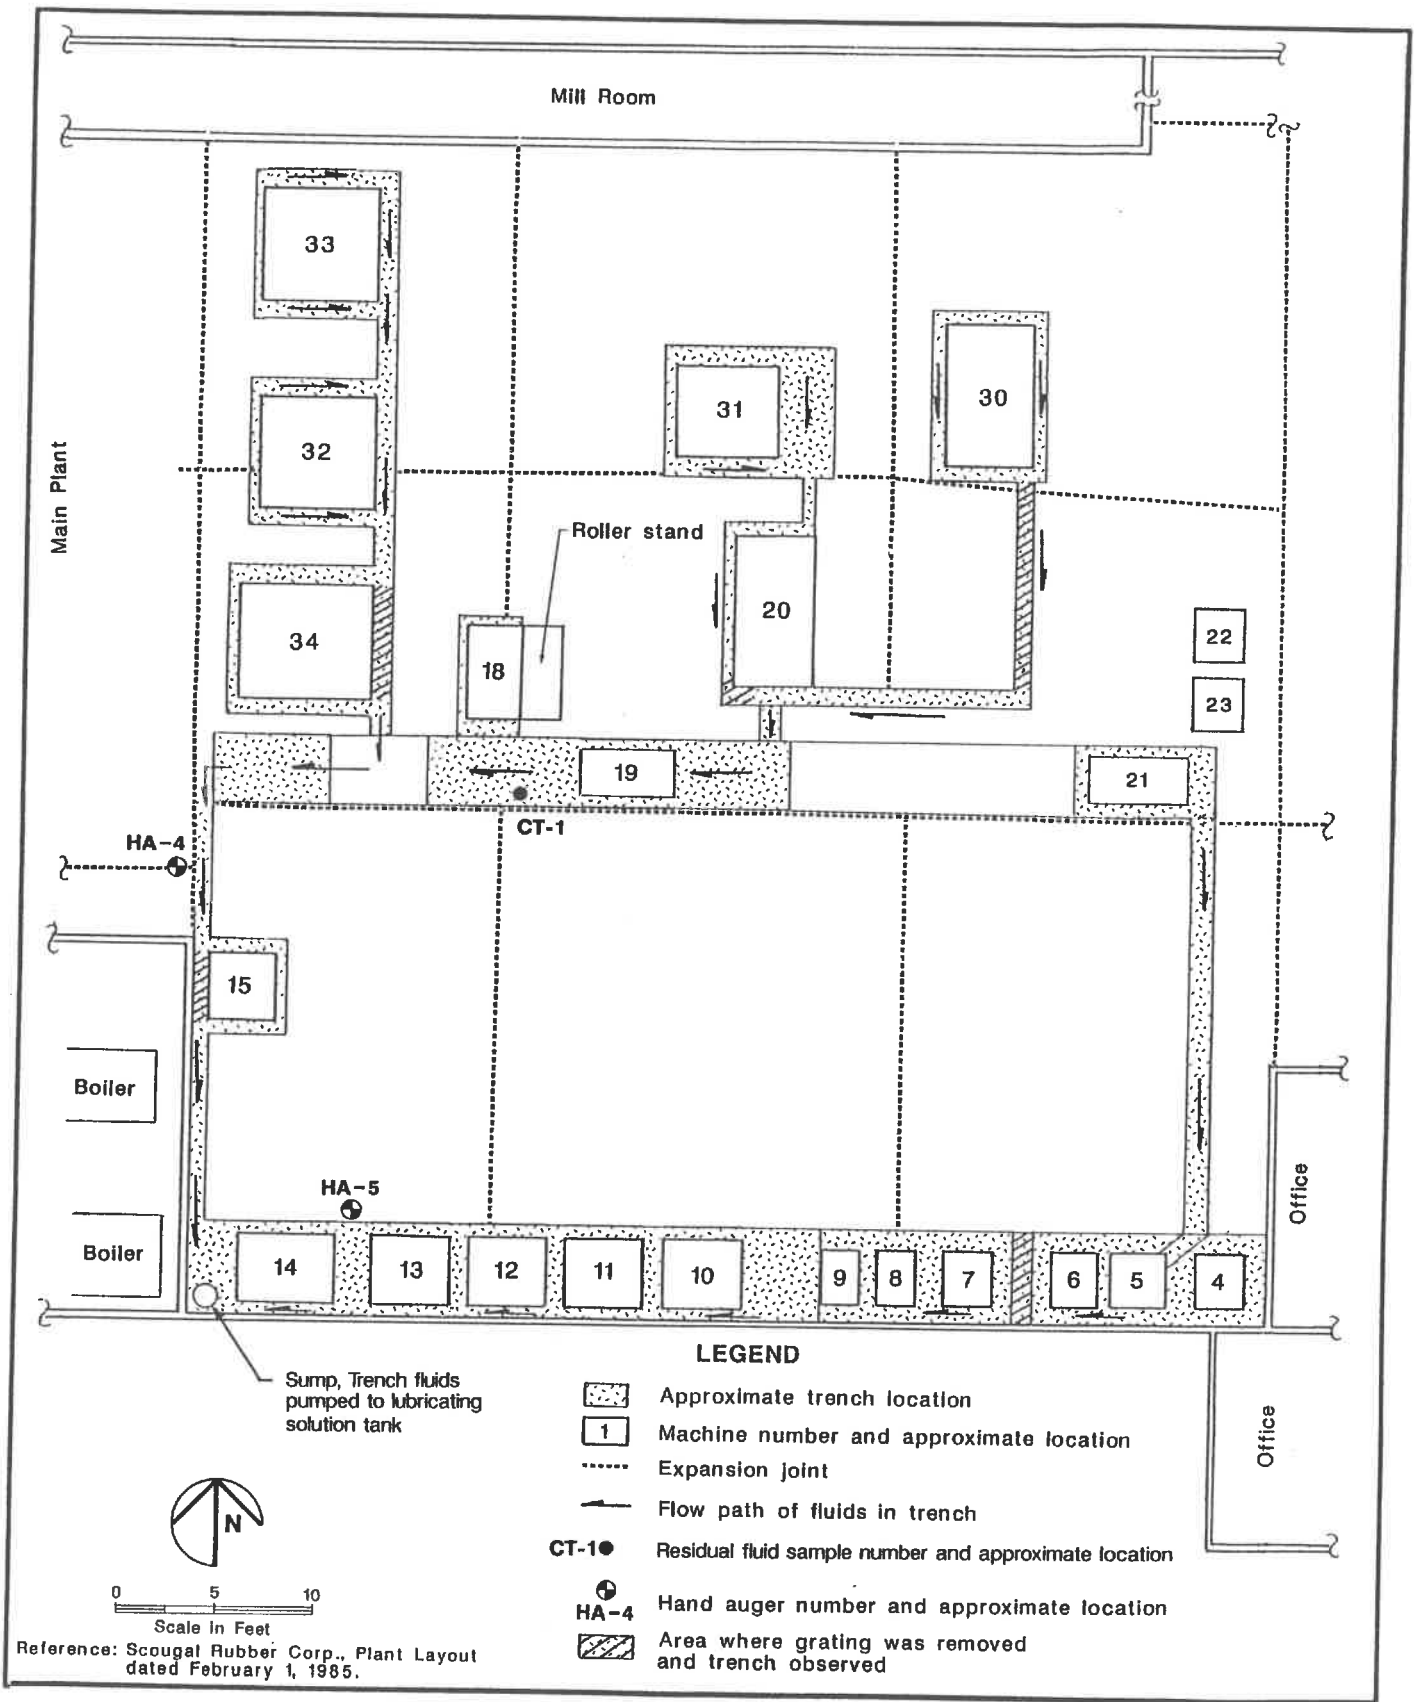 Mill Room
33
31
30
32
Main Plant
Roller stand
34
18
20
22
23
19
21
CT-1
HA-4
15
Boiler
HA-5
Office
Boiler
14
13
12
11
10
9
8
7
6
5
4
Sump, Trench fluids
pumped to lubricating
solution tank
LEGEND
Approximate trench location
1
Machine number and approximate location
Expansion joint
Flow path of fluids in trench
CT-1
Residual fluid sample number and approximate location
HA-4
Hand auger number and approximate location
Area where grating was removed
and trench observed
Office
N
0 5 10
Scale In Feet
Reference: Scougal Rubber Corp., Plant Layout
dated February 1, 1985.